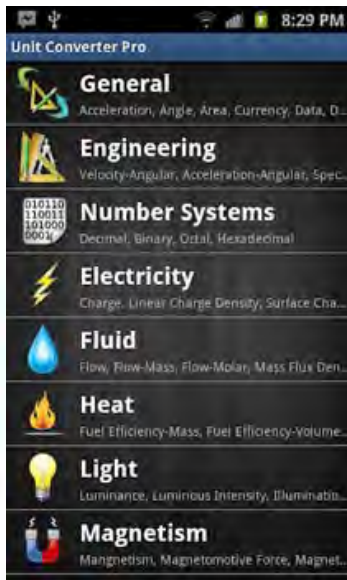 8:29 PM
Unit Converter Pro
General
Acceleration, Angle, Area, Currency, Data, D...
Engineering
Velocity-Angular, Acceleration-Angular, Spec...
010110
110011
101000
0001
Number Systems
Decimal, Binary, Octal, Hexadecimal
Electricity
Charge, Linear Charge Density, Surface Cha...
Fluid
Flow, Flow-Mass, Flow-Molar, Mass Flux Den...
Heat
Fuel Efficiency-Mass, Fuel Efficiency-Volume...
Light
Luminance, Luminous Intensity, Illuminatio...
Magnetism
Mangnetism, Magnetomotive Force, Magnet...